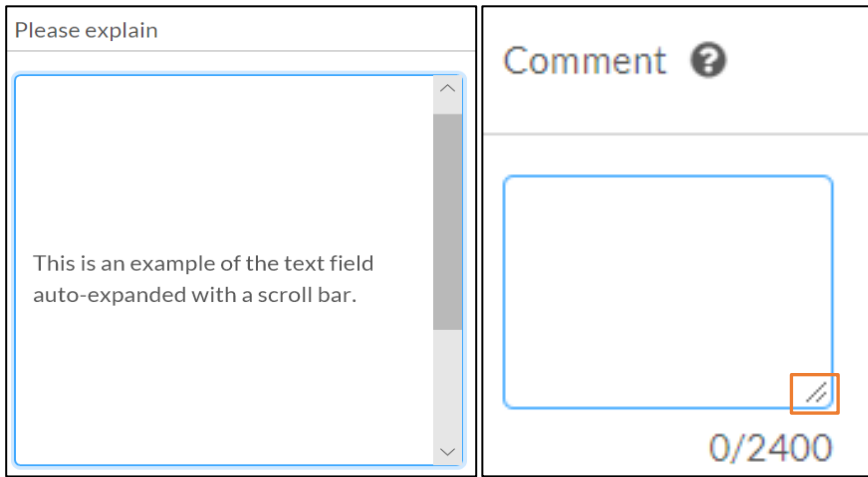 Please explain
This is an example of the text field
auto-expanded with a scroll bar.
Comment ?
0/2400